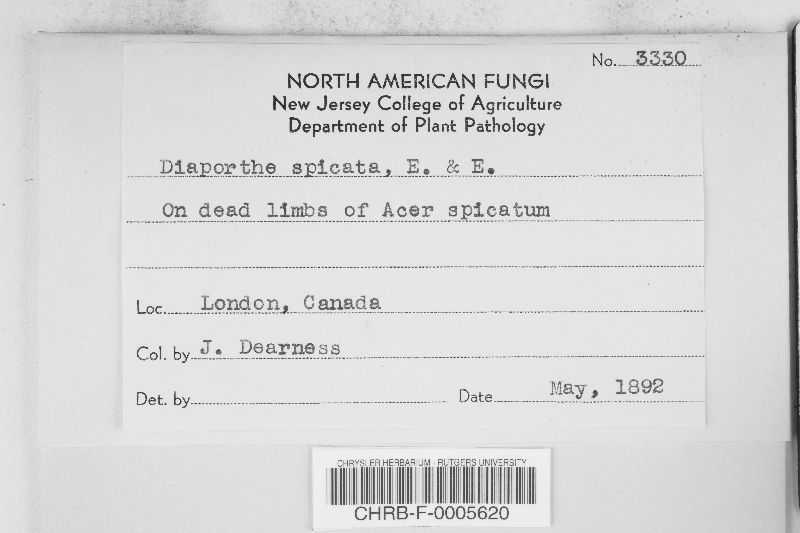 No. 3330
NORTH AMERICAN FUNGI
New Jersey College of Agriculture
Department of Plant Pathology
Diaporthe spicata, E. & E.
On dead limbs of Acer spicatum
Loc. London, Canada
Col. by J. Dearness
Det. by Date May, 1892
CHRYSLER HERBARIUM - RUTGERS UNIVERSITY
CHRB-F-0005620